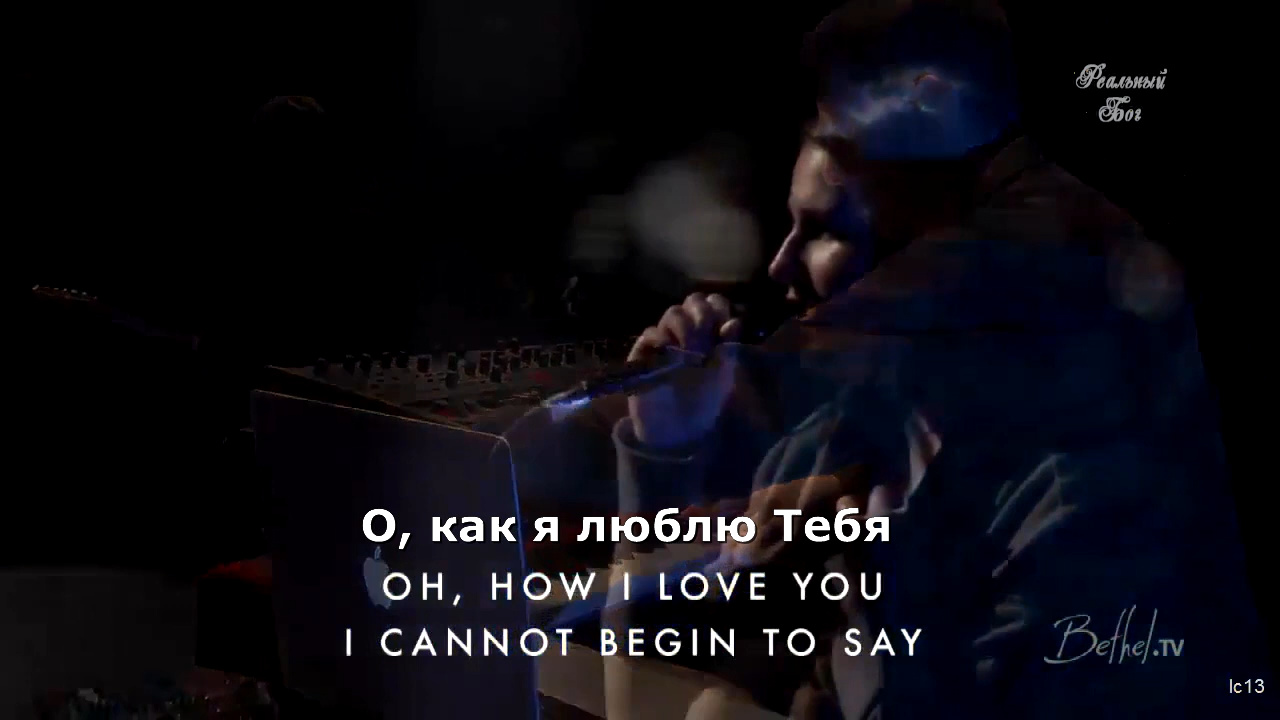 Реальный
Бог
О, как я люблю Тебя
OH, HOW I LOVE YOU
I CANNOT BEGIN TO SAY
Bethel.TV
lc13